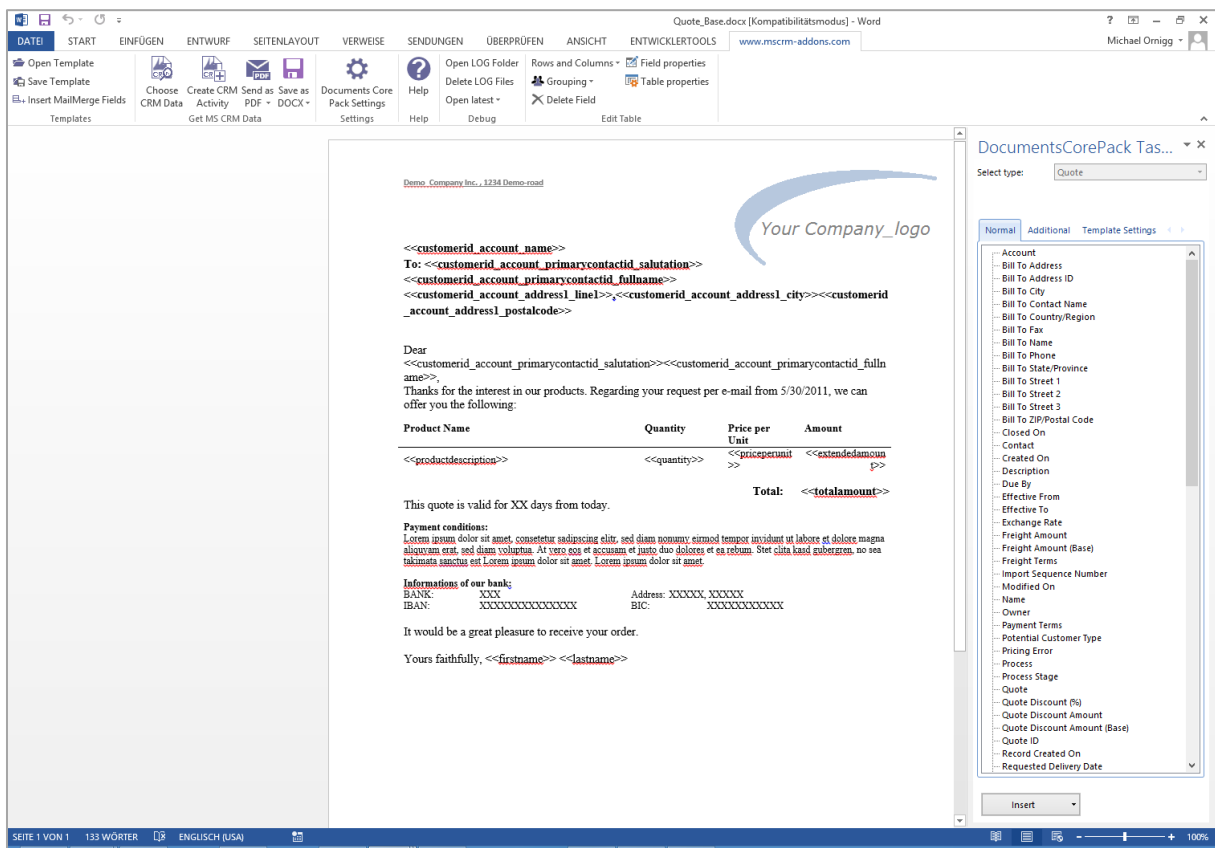 Quote_Base.docx [Kompatibilitätsmodus] - Word
DATEI START EINFÜGEN ENTWURF SEITENLAYOUT VERWEISE SENDUNGEN ÜBERPRÜFEN ANSICHT ENTWICKLERTOOLS www.mscrm-addons.com Michael Ornigg
Open Template
Save Template
Insert MailMerge Fields
Templates
Choose CRM Data
Create CRM Activity
Send as PDF
Save as DOCX
Get MS CRM Data
Documents Core Pack Settings
Settings
Help
Help
Open LOG Folder
Delete LOG Files
Open latest
Debug
Rows and Columns
Grouping
Delete Field
Field properties
Table properties
Edit Table
Demo Company Inc. , 1234 Demo-road
Your Company_logo
<<customerid_account_name>>
To: <<customerid_account_primarycontactid_salutation>>
<<customerid_account_primarycontactid_fullname>>
<<customerid_account_address1_line1>>,<<customerid_account_address1_city>><<customerid
_account_address1_postalcode>>
Dear
<<customerid_account_primarycontactid_salutation>><<customerid_account_primarycontactid_fulln
ame>>,
Thanks for the interest in our products. Regarding your request per e-mail from 5/30/2011, we can
offer you the following:
Product Name Quantity Price per Unit Amount
<<productdescription>> <<quantity>> <<priceperunit>> <<extendedamount>>
Total: <<totalamount>>
This quote is valid for XX days from today.
Payment conditions:
Lorem ipsum dolor sit amet, consetetur sadipscing elitr, sed diam nonumy eirmod tempor invidunt ut labore et dolore magna
aliquyam erat, sed diam voluptua. At vero eos et accusam et justo duo dolores et ea rebum. Stet clita kasd gubergren, no sea
takimata sanctus est Lorem ipsum dolor sit amet. Lorem ipsum dolor sit amet.
Informations of our bank:
BANK: XXX Address: XXXXX, XXXXX
IBAN: XXXXXXXXXXXXXX BIC: XXXXXXXXXXX
It would be a great pleasure to receive your order.
Yours faithfully, <<firstname>> <<lastname>>
DocumentsCorePack Tas...
Select type: Quote
Normal Additional Template Settings
Account
Bill To Address
Bill To Address ID
Bill To City
Bill To Contact Name
Bill To Country/Region
Bill To Fax
Bill To Name
Bill To Phone
Bill To State/Province
Bill To Street 1
Bill To Street 2
Bill To Street 3
Bill To ZIP/Postal Code
Closed On
Contact
Created On
Description
Due By
Effective From
Effective To
Exchange Rate
Freight Amount
Freight Amount (Base)
Freight Terms
Import Sequence Number
Modified On
Name
Owner
Payment Terms
Potential Customer Type
Pricing Error
Process
Process Stage
Quote
Quote Discount (%)
Quote Discount Amount
Quote Discount Amount (Base)
Quote ID
Record Created On
Requested Delivery Date
Insert
SEITE 1 VON 1 133 WÖRTER ENGLISCH (USA) 100%